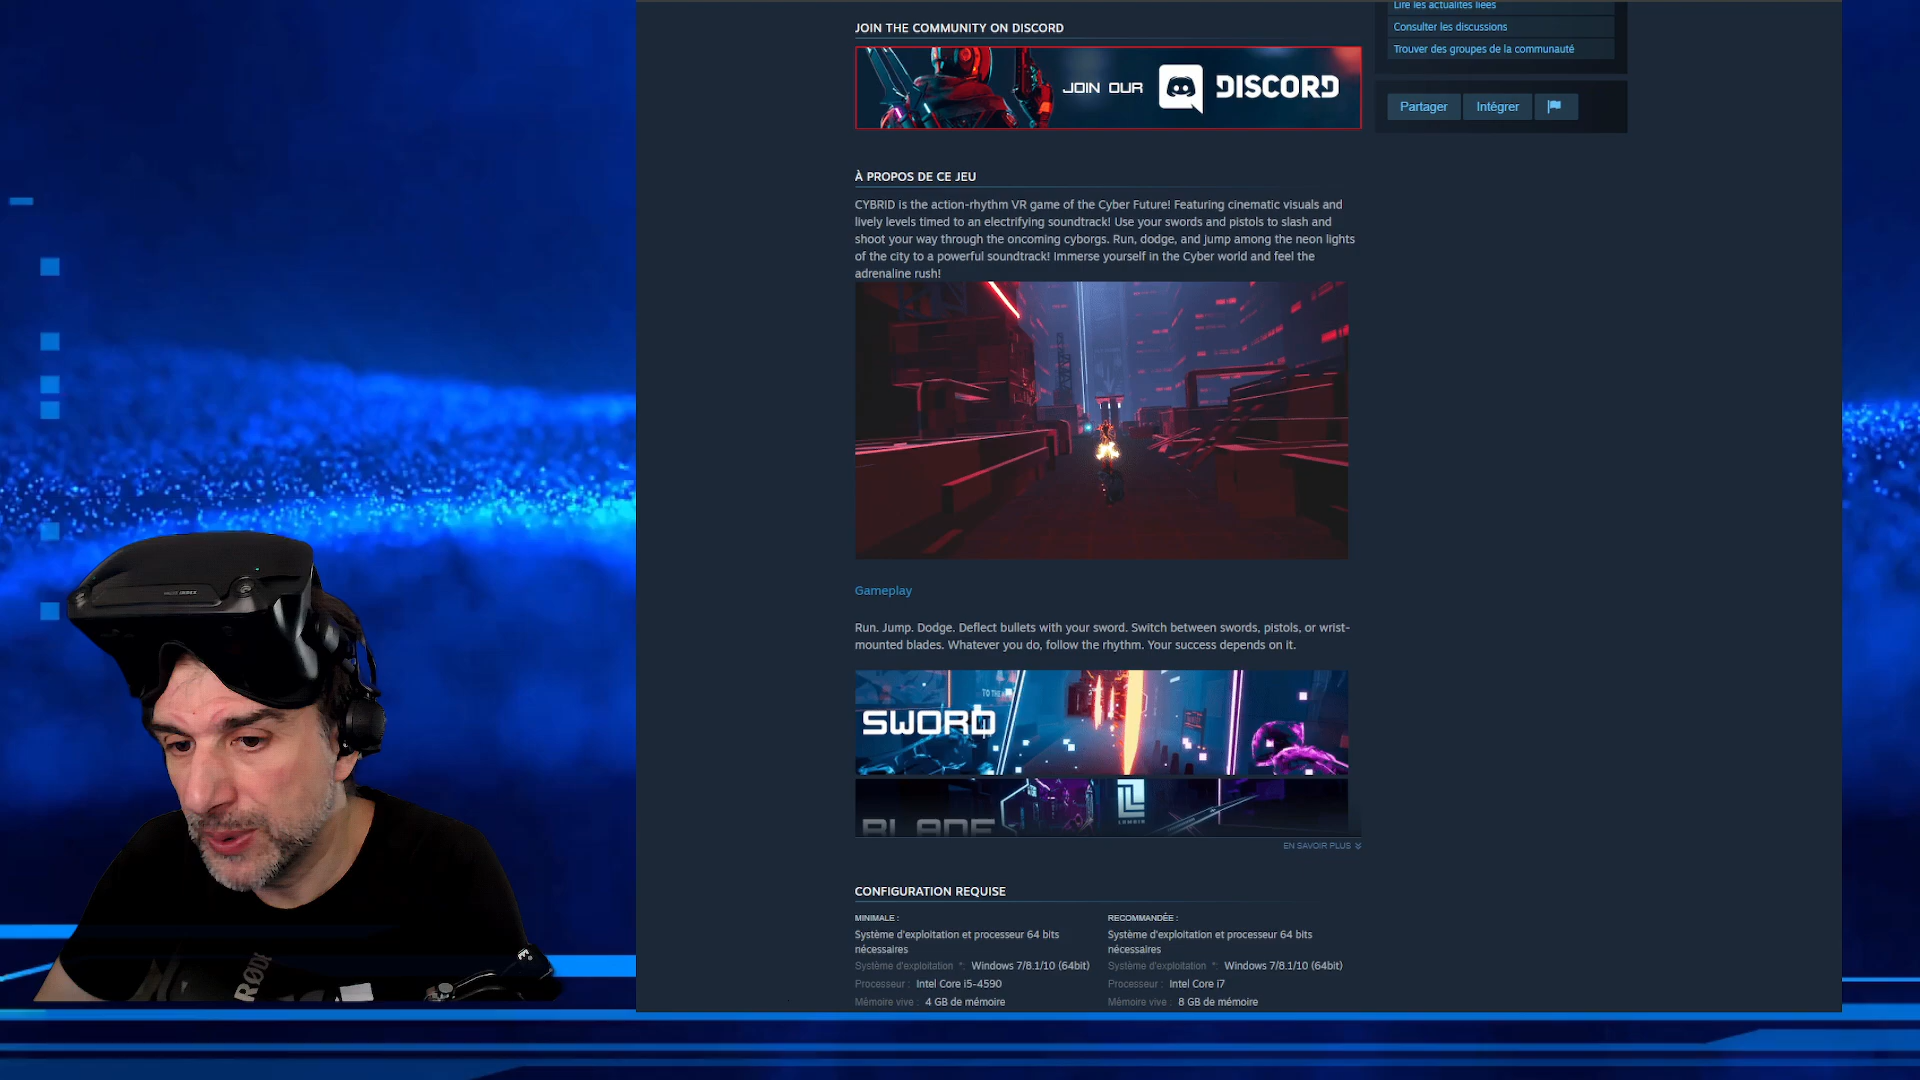 JOIN THE COMMUNITY ON DISCORD
JOIN OUR DISCORD
Lire les actualités liées
Consulter les discussions
Trouver des groupes de la communauté
Partager
Intégrer
À PROPOS DE CE JEU
CYBRID is the action-rhythm VR game of the Cyber Future! Featuring cinematic visuals and
lively levels timed to an electrifying soundtrack! Use your swords and pistols to slash and
shoot your way through the oncoming cyborgs. Run, dodge, and jump among the neon lights
of the city to a powerful soundtrack! Immerse yourself in the Cyber world and feel the
adrenaline rush!
Gameplay
Run. Jump. Dodge. Deflect bullets with your sword. Switch between swords, pistols, or wrist-
mounted blades. Whatever you do, follow the rhythm. Your success depends on it.
SWORD
BLADE
EN SAVOIR PLUS
CONFIGURATION REQUISE
MINIMALE :
Système d'exploitation et processeur 64 bits
nécessaires
Système d'exploitation *: Windows 7/8.1/10 (64bit)
Processeur : Intel Core i5-4590
Mémoire vive : 4 GB de mémoire
RECOMMANDÉE :
Système d'exploitation et processeur 64 bits
nécessaires
Système d'exploitation *: Windows 7/8.1/10 (64bit)
Processeur : Intel Core i7
Mémoire vive : 8 GB de mémoire
RØDE